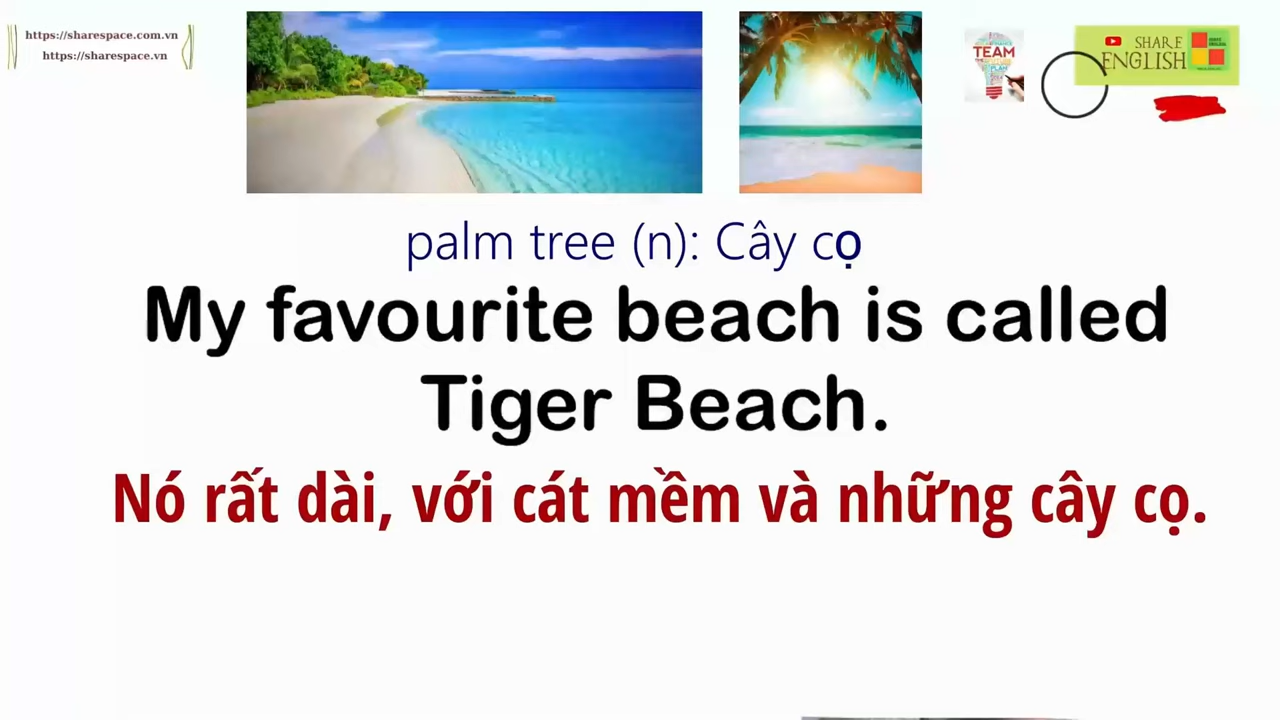 https://sharespace.com.vn
https://sharespace.vn
TEAM
PLAN
SHARE
ENGLISH
palm tree (n): Cây cọ
My favourite beach is called
Tiger Beach.
Nó rất dài, với cát mềm và những cây cọ.